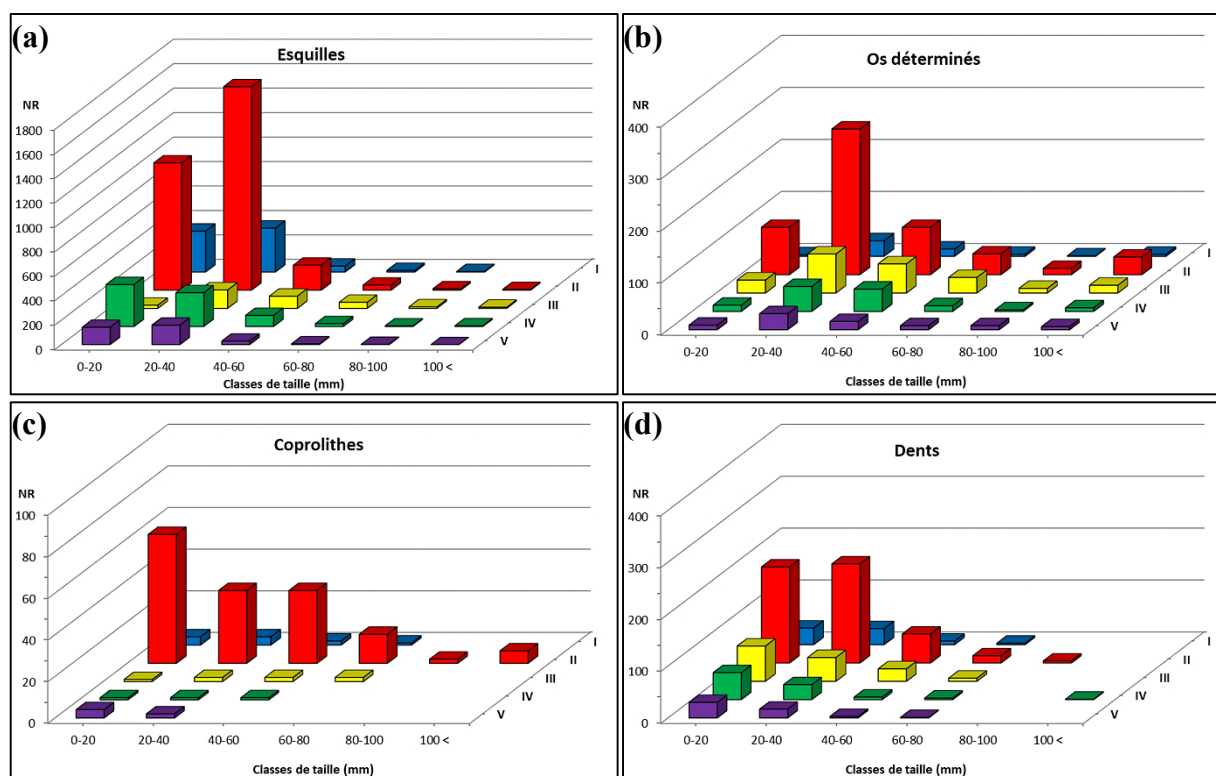 (a)
Esquilles
NR
1800
1600
1400
1200
1000
800
600
400
200
0
0-20 20-40 40-60 60-80 80-100 100 <
I
II
III
IV
V
Classes de taille (mm)
(b)
Os déterminés
NR
400
300
200
100
0
0-20 20-40 40-60 60-80 80-100 100 <
I
II
III
IV
V
Classes de taille (mm)
(c)
Coprolithes
NR
100
80
60
40
20
0
0-20 20-40 40-60 60-80 80-100 100 <
I
II
III
IV
V
Classes de taille (mm)
(d)
Dents
NR
400
300
200
100
0
0-20 20-40 40-60 60-80 80-100 100 <
I
II
III
IV
V
Classes de taille (mm)